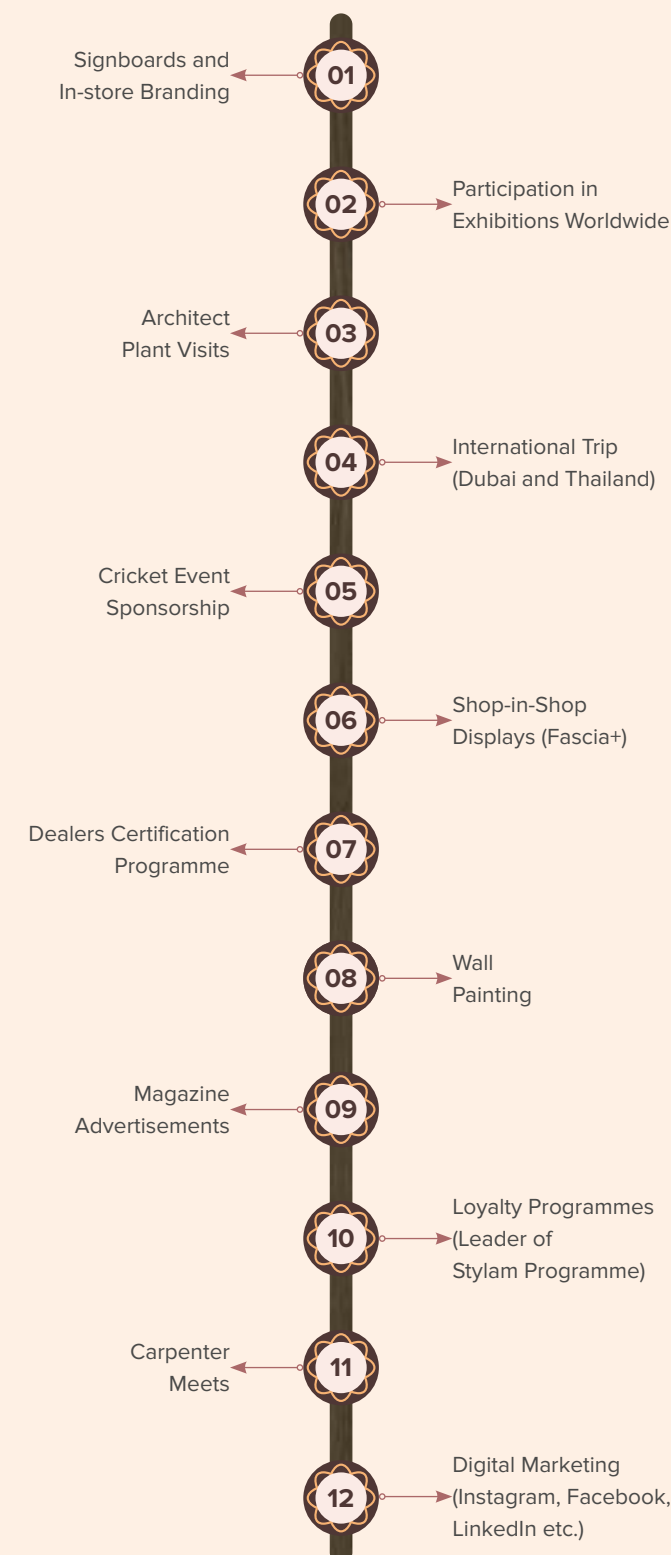 01
Signboards and
In-store Branding
02
Participation in
Exhibitions Worldwide
03
Architect
Plant Visits
04
International Trip
(Dubai and Thailand)
05
Cricket Event
Sponsorship
06
Shop-in-Shop
Displays (Fascia+)
07
Dealers Certification
Programme
08
Wall
Painting
09
Magazine
Advertisements
10
Loyalty Programmes
(Leader of
Stylam Programme)
11
Carpenter
Meets
12
Digital Marketing
(Instagram, Facebook,
LinkedIn etc.)